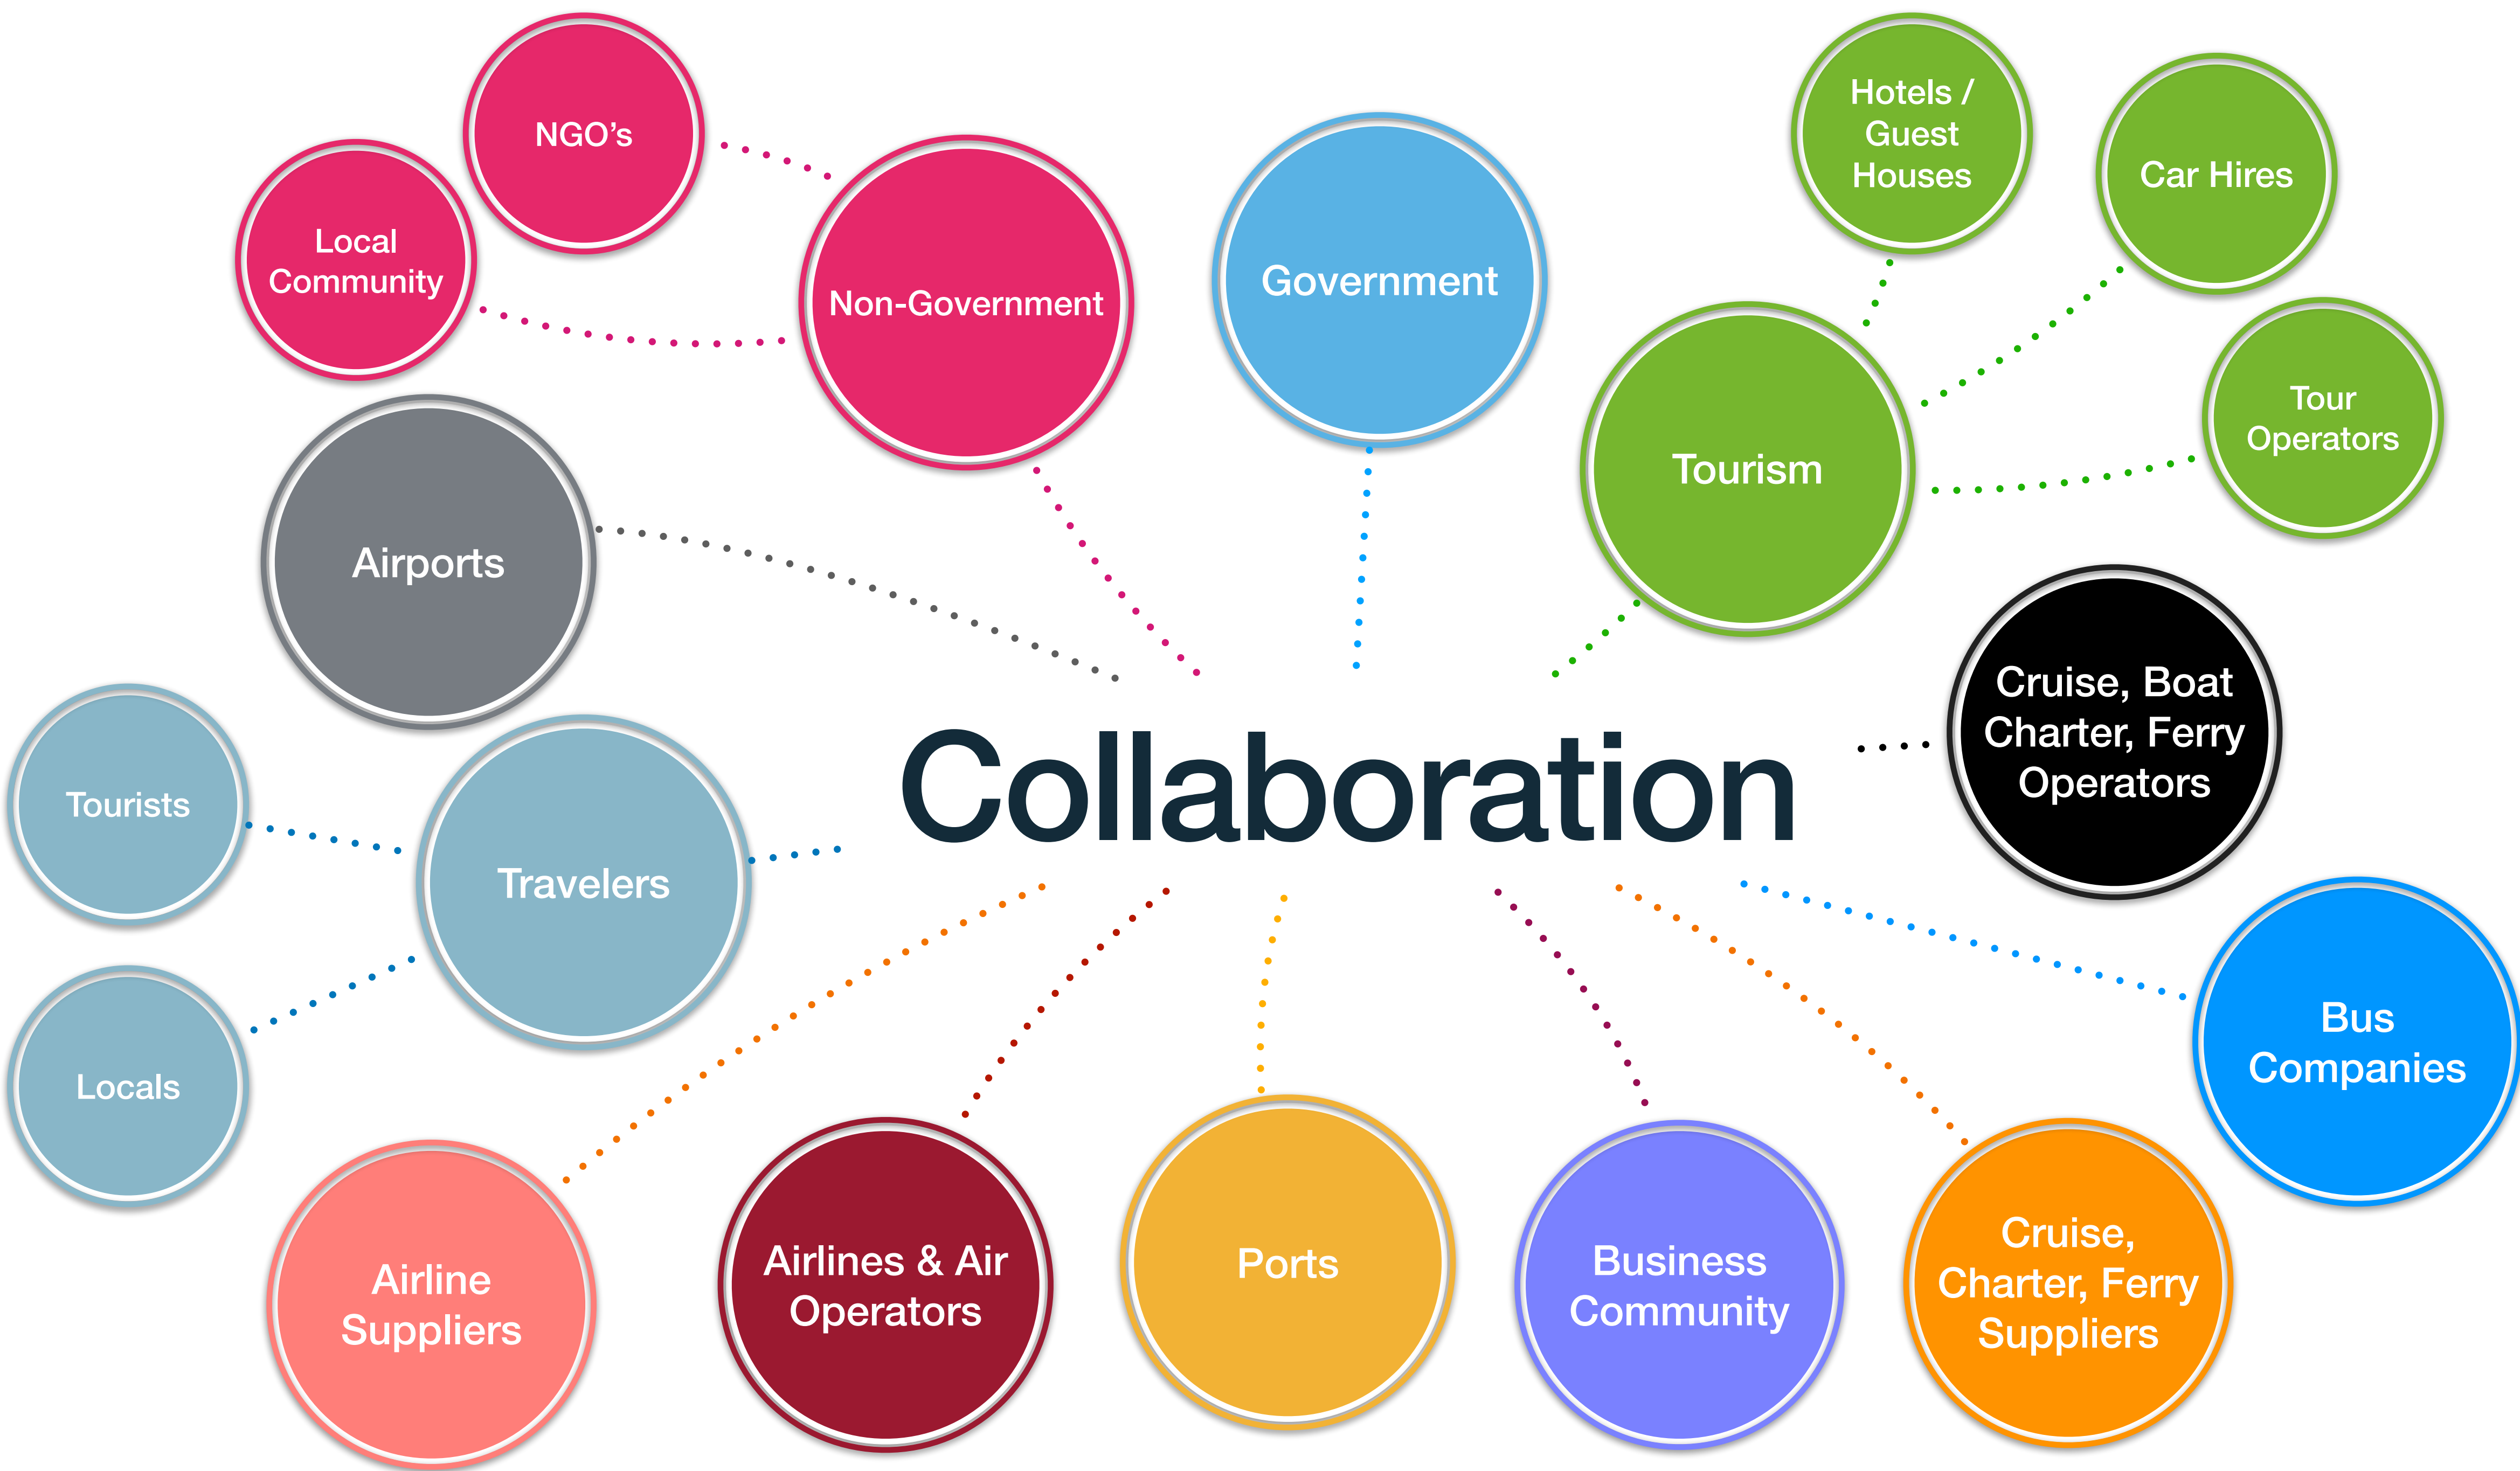 NGO’s
Local
Community
Non-Government
Government
Hotels /
Guest
Houses
Car Hires
Tour
Operators
Tourism
Airports
Cruise, Boat
Charter, Ferry
Operators
Collaboration
Tourists
Travelers
Locals
Bus
Companies
Airline
Suppliers
Airlines & Air
Operators
Ports
Business
Community
Cruise,
Charter, Ferry
Suppliers